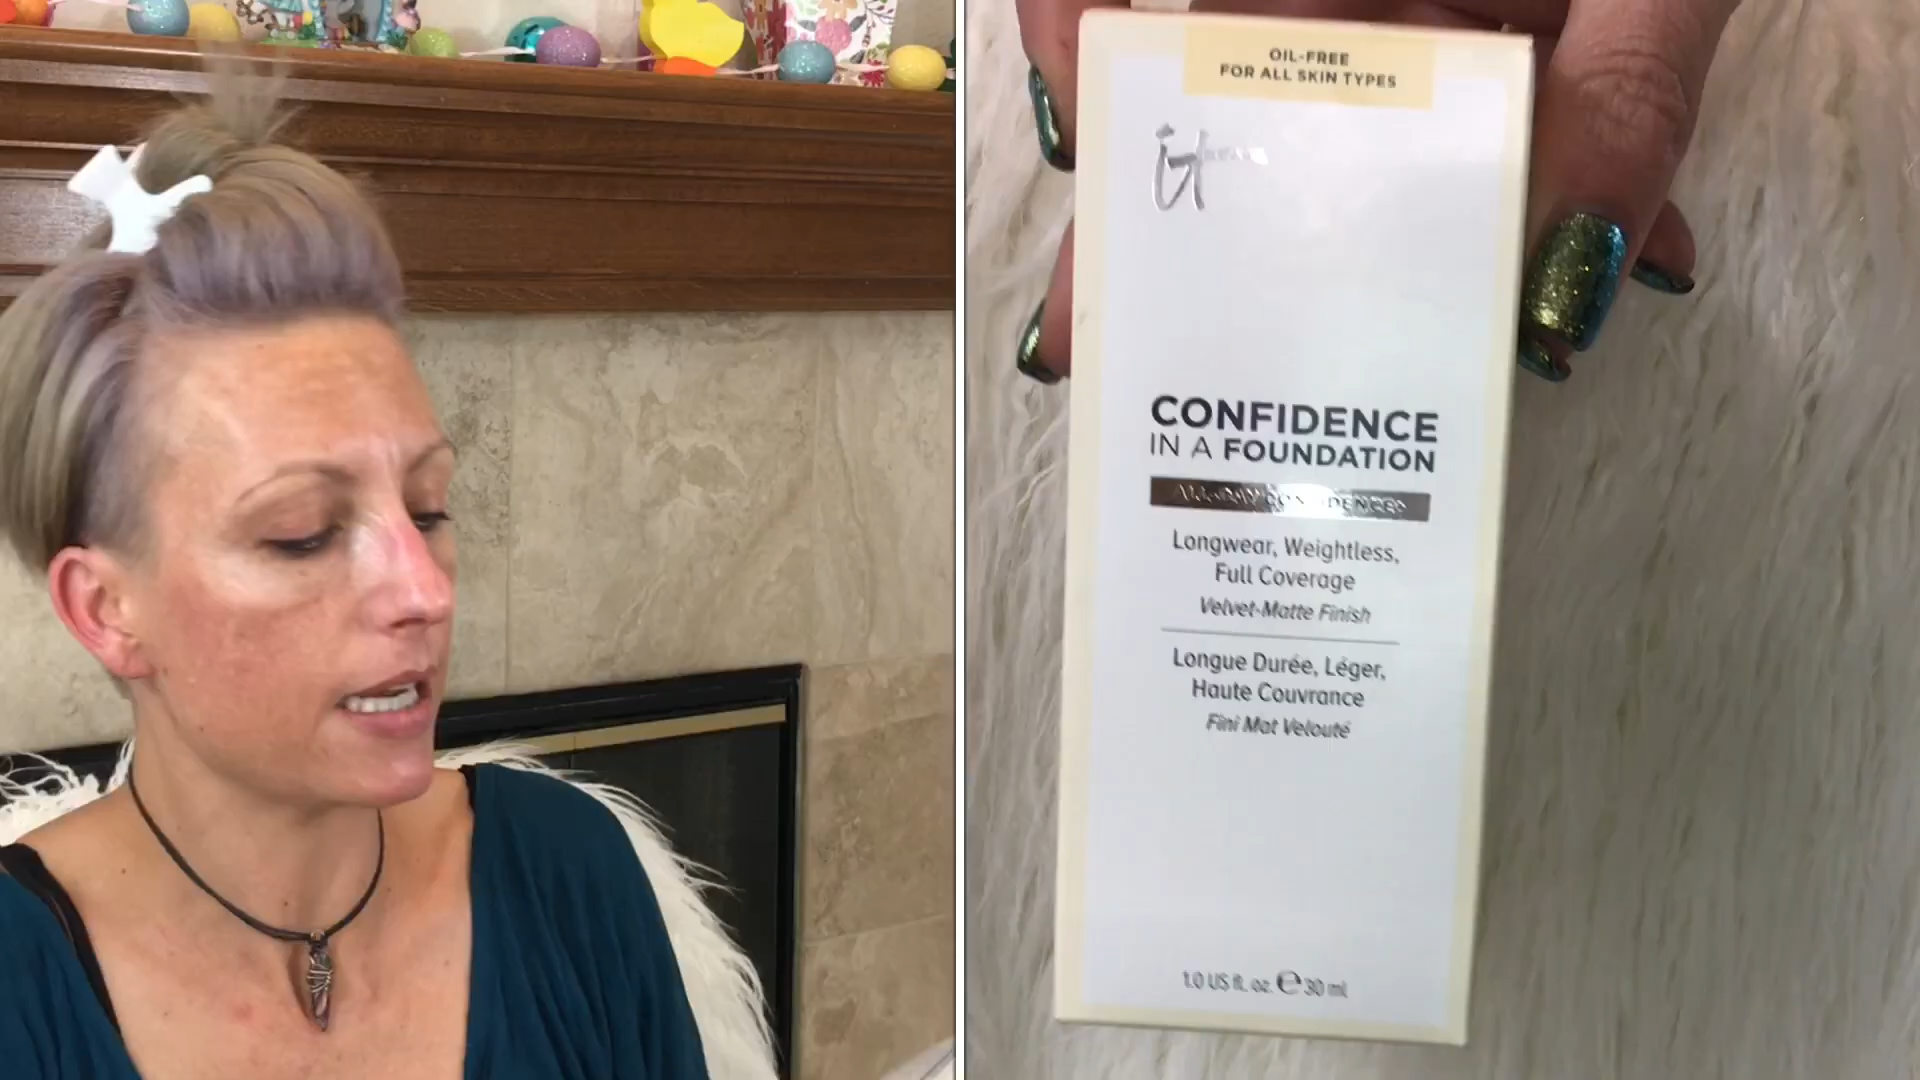 OIL-FREE
FOR ALL SKIN TYPES
it
CONFIDENCE
IN A FOUNDATION
Longwear, Weightless,
Full Coverage
Velvet-Matte Finish
Longue Durée, Léger,
Haute Couvrance
Fini Mat Velouté
1.0 US fl. oz. ℮ 30 ml